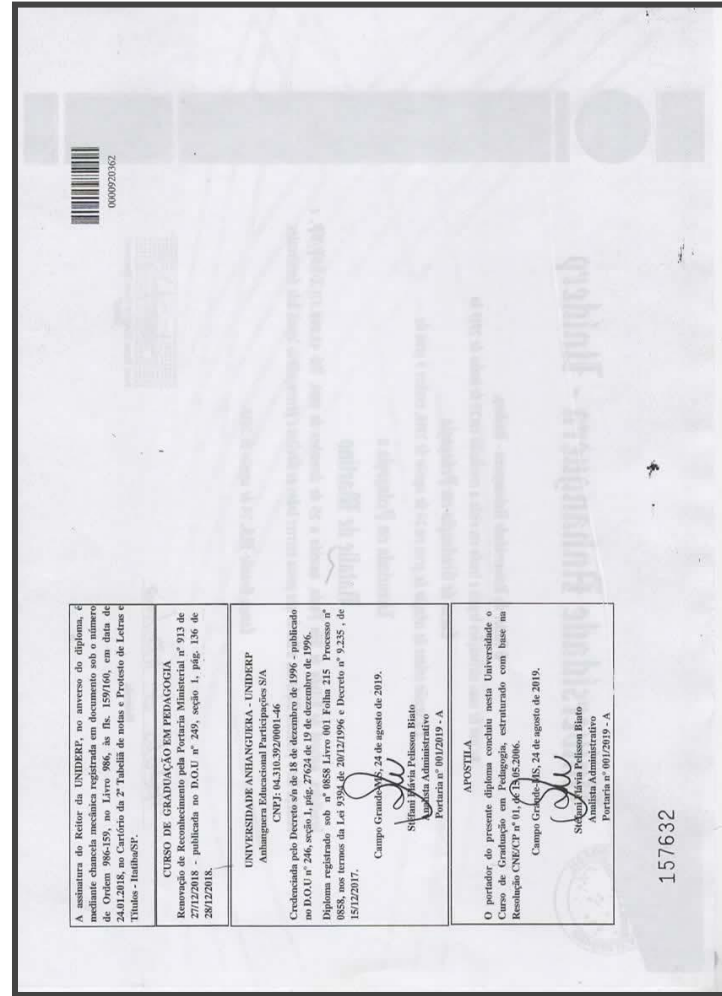 0000920362
A assinatura do Reitor da UNIDERP, no anverso do diploma, é
mediante chancela mecânica registrada em documento sob o número
de Ordem 986-159, no Livro 986, às fls. 159/160, em data de
24.01.2018, no Cartório da 2ª Tabeliã de notas e Protesto de Letras e
Títulos - Itatiba/SP.
CURSO DE GRADUAÇÃO EM PEDAGOGIA
Renovação de Reconhecimento pela Portaria Ministerial nº 913 de
27/12/2018 - publicada no D.O.U nº 249, seção 1, pág. 136 de
28/12/2018.
UNIVERSIDADE ANHANGUERA - UNIDERP
Anhanguera Educacional Participações S/A
CNPJ: 04.310.392/0001-46
Credenciada pelo Decreto s/n de 18 de dezembro de 1996 - publicado
no D.O.U nº 246, seção 1, pág. 27624 de 19 de dezembro de 1996.
Diploma registrado sob nº 0858 Livro 001 Folha 215 Processo nº
0858, nos termos da Lei 9394 de 20/12/1996 e Decreto nº 9.235 , de
15/12/2017.
Campo Grande-MS, 24 de agosto de 2019.
Stéfani Flávia Pelisson Biato
Analista Administrativo
Portaria nº 001/2019 - A
APOSTILA
O portador do presente diploma concluiu nesta Universidade o
Curso de Graduação em Pedagogia, estruturado com base na
Resolução CNE/CP nº 01, de 15.05.2006.
Campo Grande-MS, 24 de agosto de 2019.
Stéfani Flávia Pelisson Biato
Analista Administrativo
Portaria nº 001/2019 - A
157632